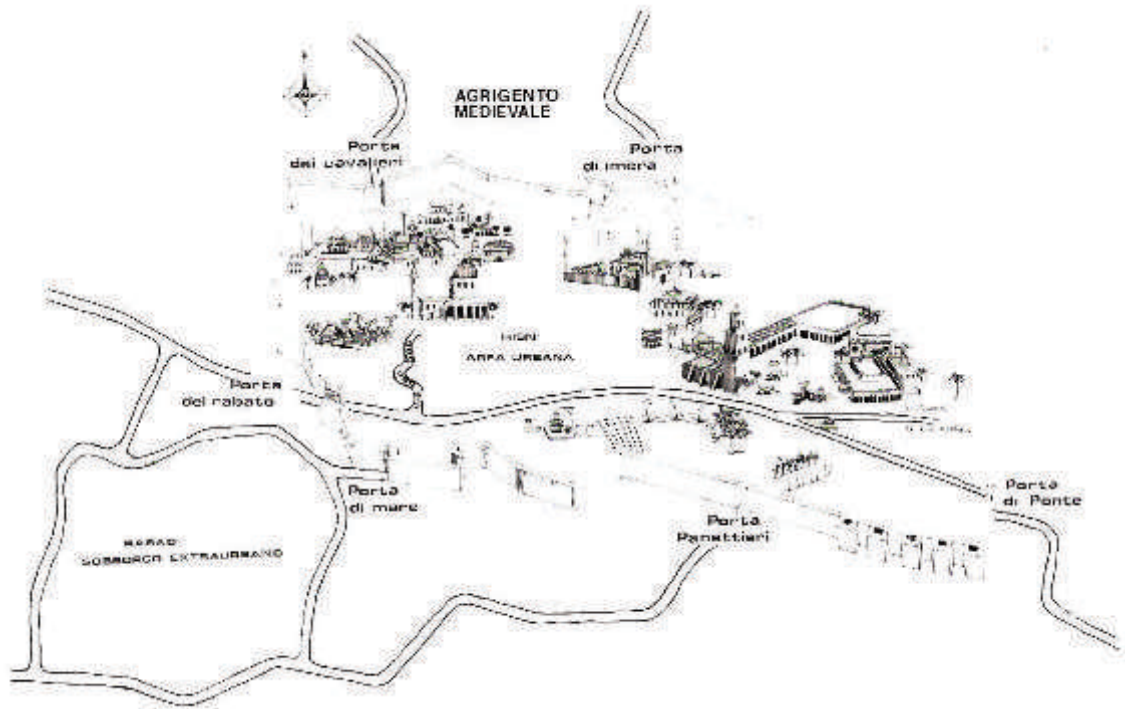 AGRIGENTO
MEDIEVALE
Porta
dei cavalieri
Porta
di imera
AREA URBANA
Porta
del rabato
Porta
di mare
SOBBORGO EXTRAURBANO
Porta
Panettieri
Porta
di Ponte